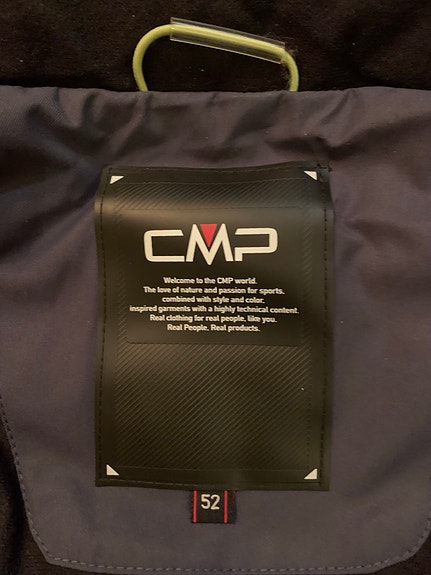 CMP
Welcome to the CMP world.
The love of nature and passion for sports,
combined with style and color,
inspired garments with a highly technical content.
Real clothing for real people, like you.
Real People. Real products.
52